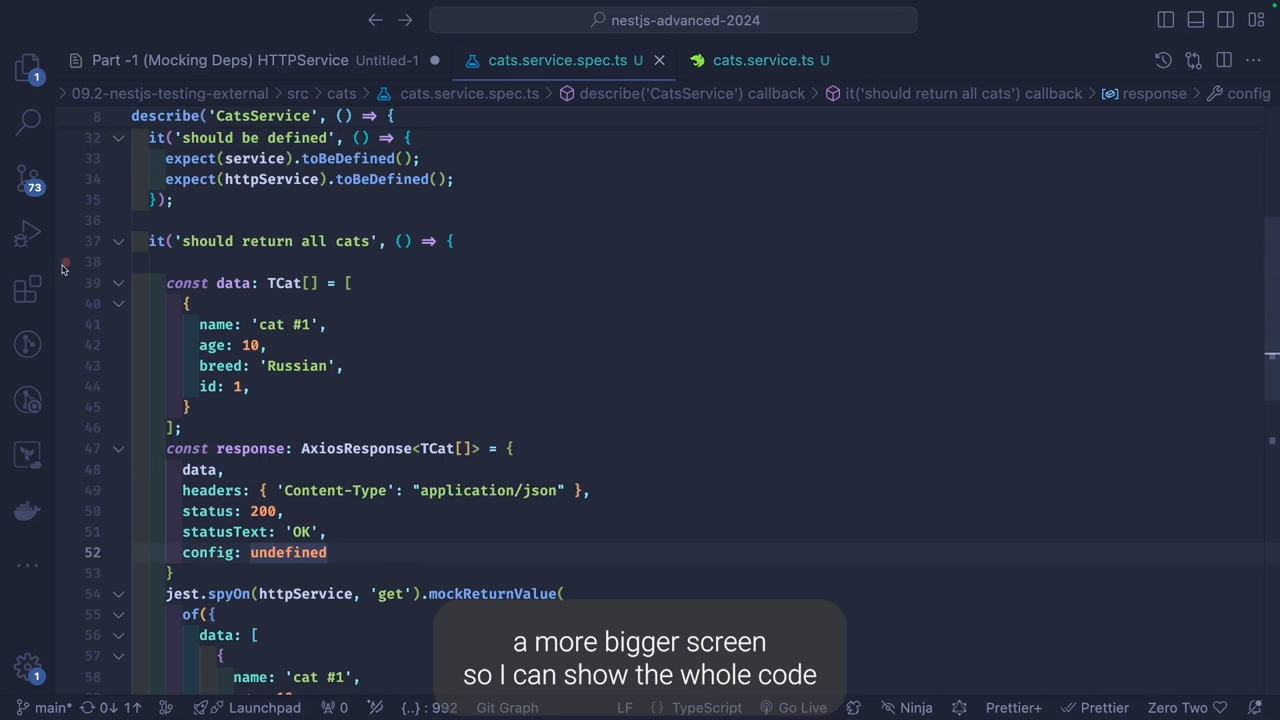 nestjs-advanced-2024
Part -1 (Mocking Deps) HTTPService Untitled-1
cats.service.spec.ts U
cats.service.ts U
09.2-nestjs-testing-external > src > cats > cats.service.spec.ts > describe('CatsService') callback > it('should return all cats') callback > response > config
1
73
1
8 describe('CatsService', () => {
32 it('should be defined', () => {
33 expect(service).toBeDefined();
34 expect(httpService).toBeDefined();
35 });
36
37 it('should return all cats', () => {
38
39 const data: TCat[] = [
40 {
41 name: 'cat #1',
42 age: 10,
43 breed: 'Russian',
44 id: 1,
45 }
46 ];
47 const response: AxiosResponse<TCat[]> = {
48 data,
49 headers: { 'Content-Type': "application/json" },
50 status: 200,
51 statusText: 'OK',
52 config: undefined
53 }
54 jest.spyOn(httpService, 'get').mockReturnValue(
55 of({
56 data: [
57 {
58 name: 'cat #1',
a more bigger screen
so I can show the whole code
main* 0↓ 1↑ Launchpad 0 {..} : 992 Git Graph LF {} TypeScript Go Live Ninja Prettier+ Prettier Zero Two ♡